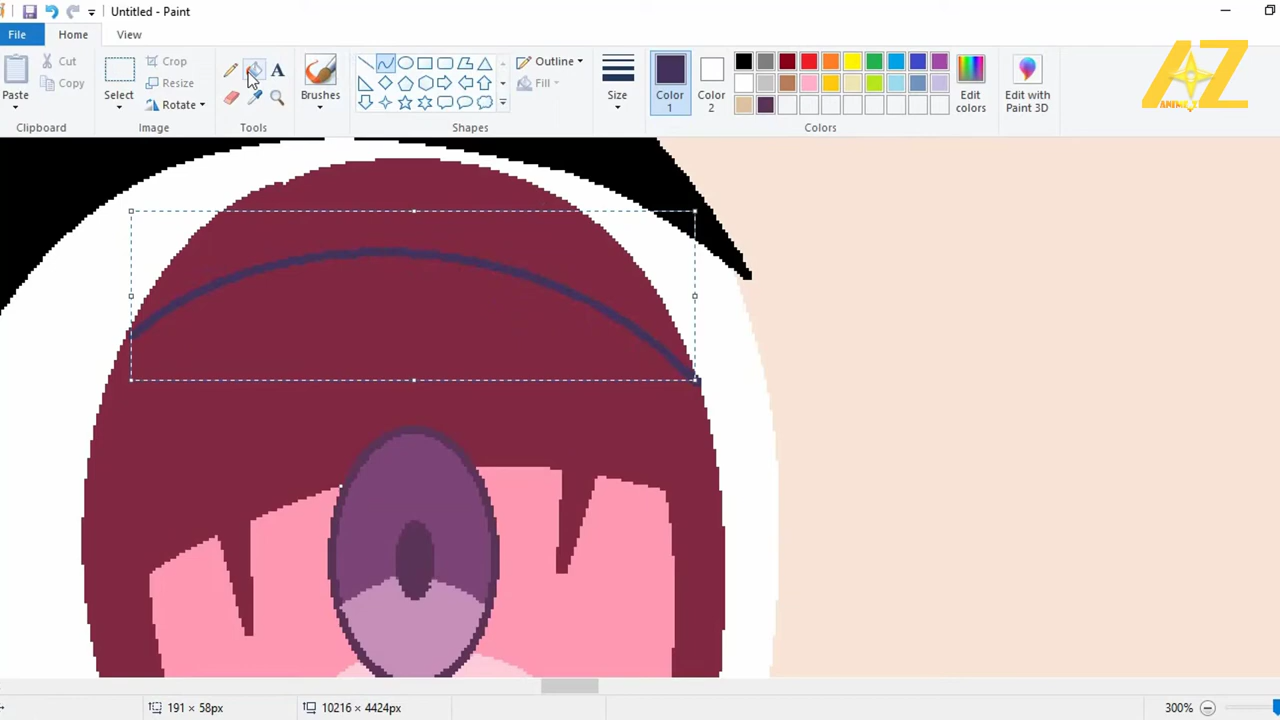 Untitled - Paint
File
Home
View
Paste
Cut
Copy
Clipboard
Select
Crop
Resize
Rotate
Image
A
Tools
Brushes
Outline
Fill
Shapes
Size
Color 1
Color 2
Edit colors
Colors
Edit with Paint 3D
AZ
191 × 58px
10216 × 4424px
300%